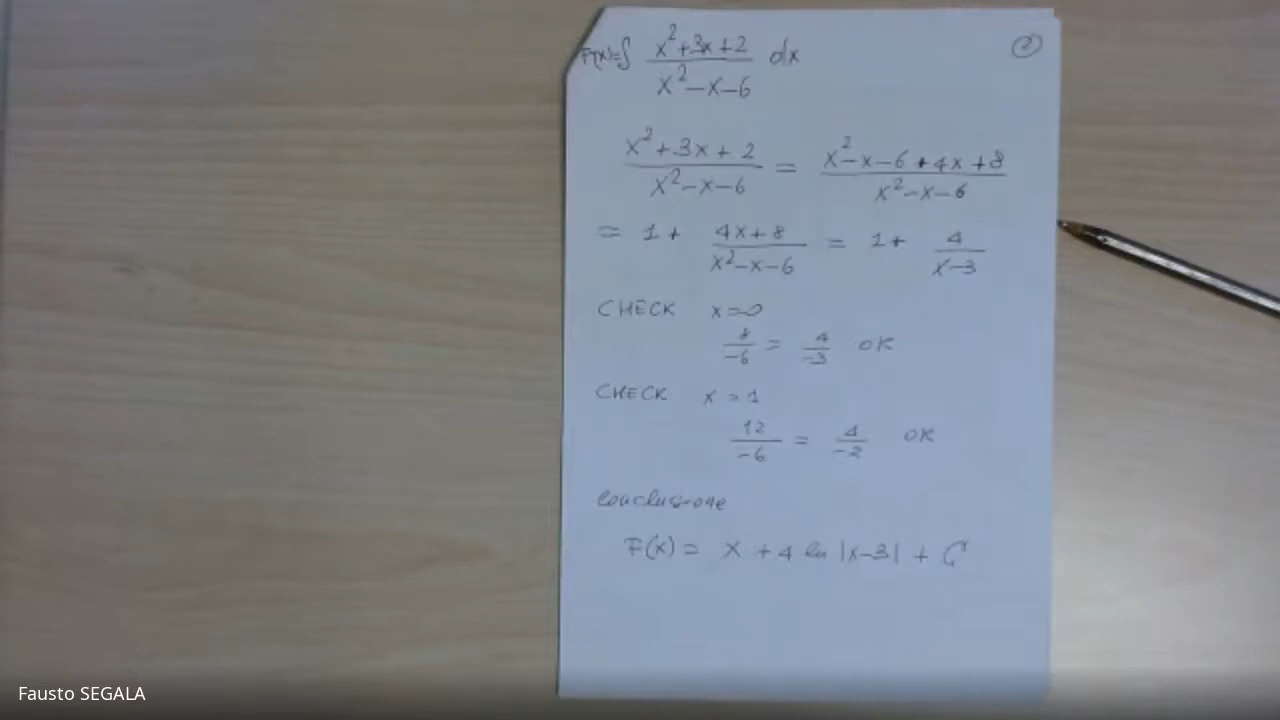 F(x)=∫ (x²+3x+2)/(x²-x-6) dx
2
(x²+3x+2)/(x²-x-6) = (x²-x-6+4x+8)/(x²-x-6)
= 1+ (4x+8)/(x²-x-6) = 1+ 4/(x-3)
CHECK x=0
8/-6 = 4/-3 OK
CHECK x=1
12/-6 = 4/-2 OK
Conclusione
F(x)= x+4 ln |x-3| + C
Fausto SEGALA